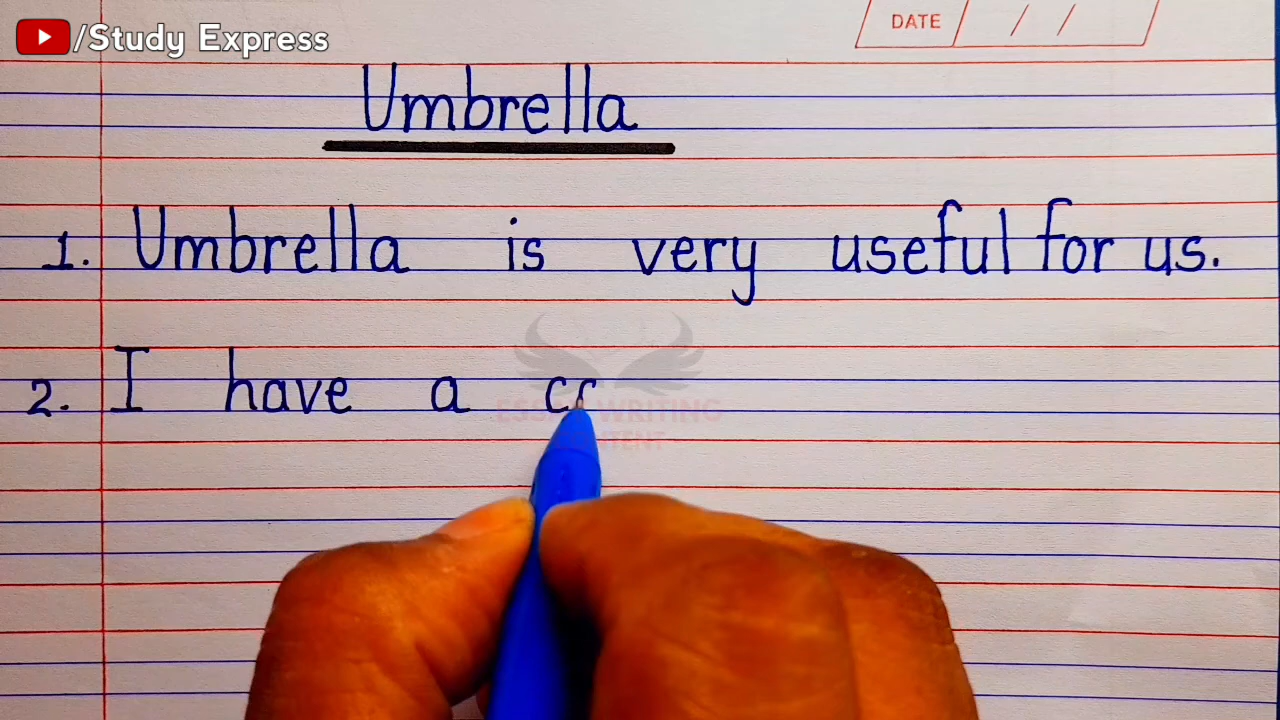 /Study Express
DATE / /
Umbrella
1. Umbrella is very useful for us.
2. I have a